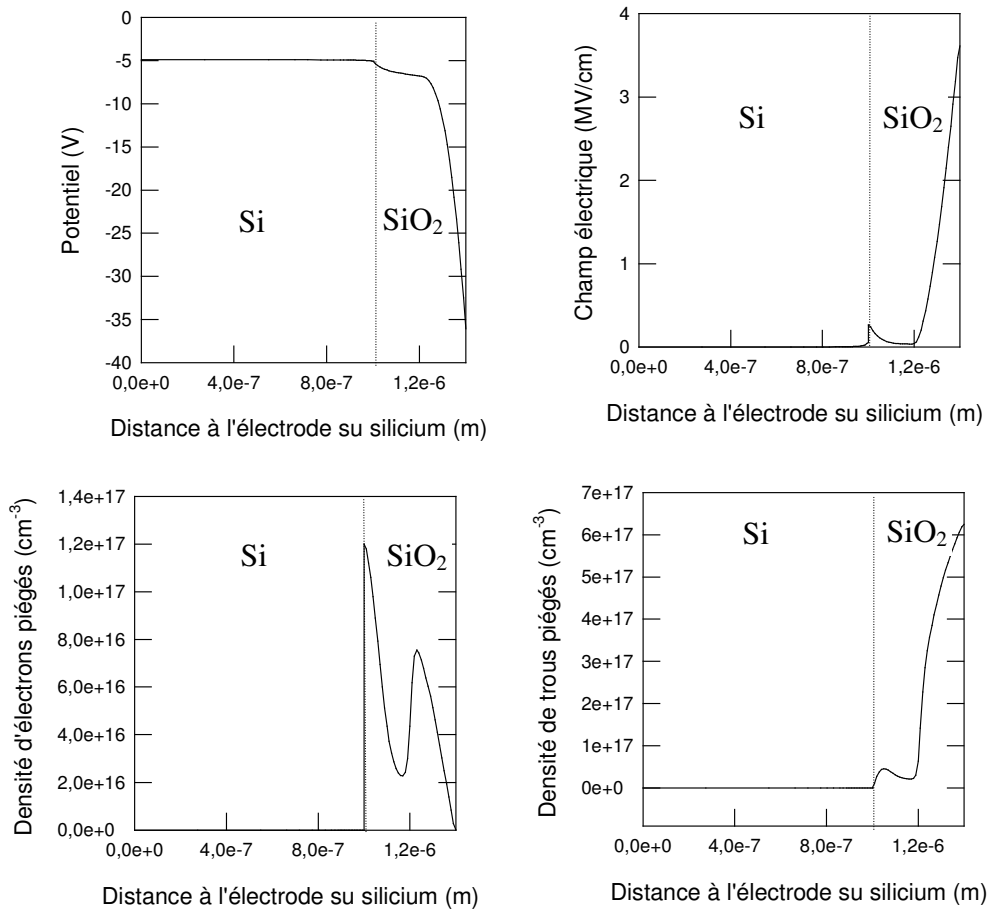 0
-5
-10
-15
-20
-25
-30
-35
-40
Potentiel (V)
Si
SiO2
0,0e+0 4,0e-7 8,0e-7 1,2e-6
Distance à l'électrode su silicium (m)
4
3
2
1
0
Champ électrique (MV/cm)
Si
SiO2
0,0e+0 4,0e-7 8,0e-7 1,2e-6
Distance à l'électrode su silicium (m)
1,4e+17
1,2e+17
1,0e+17
8,0e+16
6,0e+16
4,0e+16
2,0e+16
0,0e+0
Densité d'électrons piégés (cm-3)
Si
SiO2
0,0e+0 4,0e-7 8,0e-7 1,2e-6
Distance à l'électrode su silicium (m)
7e+17
6e+17
5e+17
4e+17
3e+17
2e+17
1e+17
0e+0
Densité de trous piégés (cm-3)
Si
SiO2
0,0e+0 4,0e-7 8,0e-7 1,2e-6
Distance à l'électrode su silicium (m)